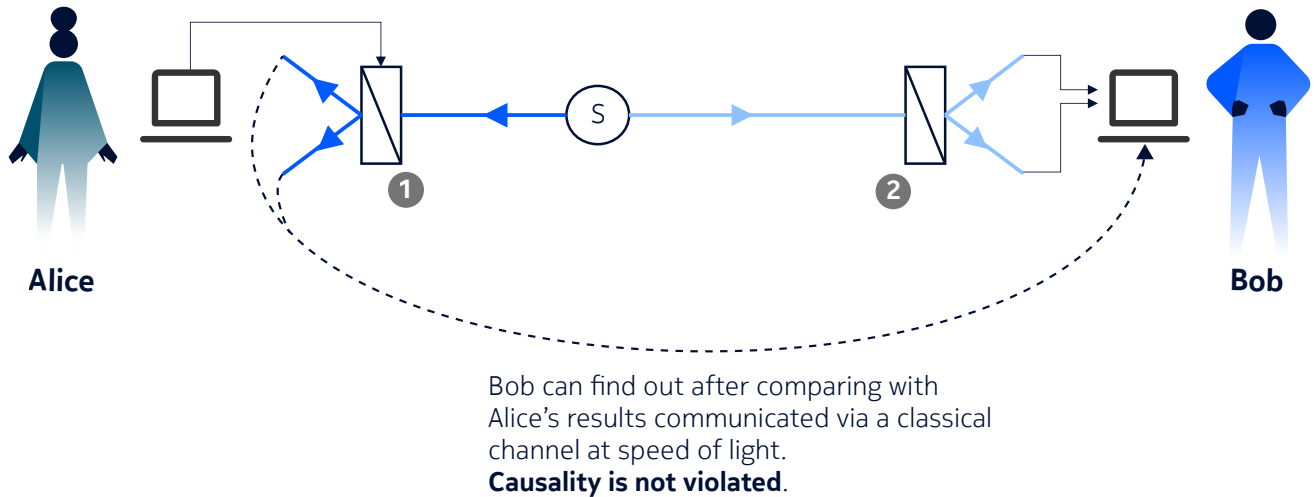 S
1
2
Alice
Bob
Bob can find out after comparing with
Alice’s results communicated via a classical
channel at speed of light.
Causality is not violated.